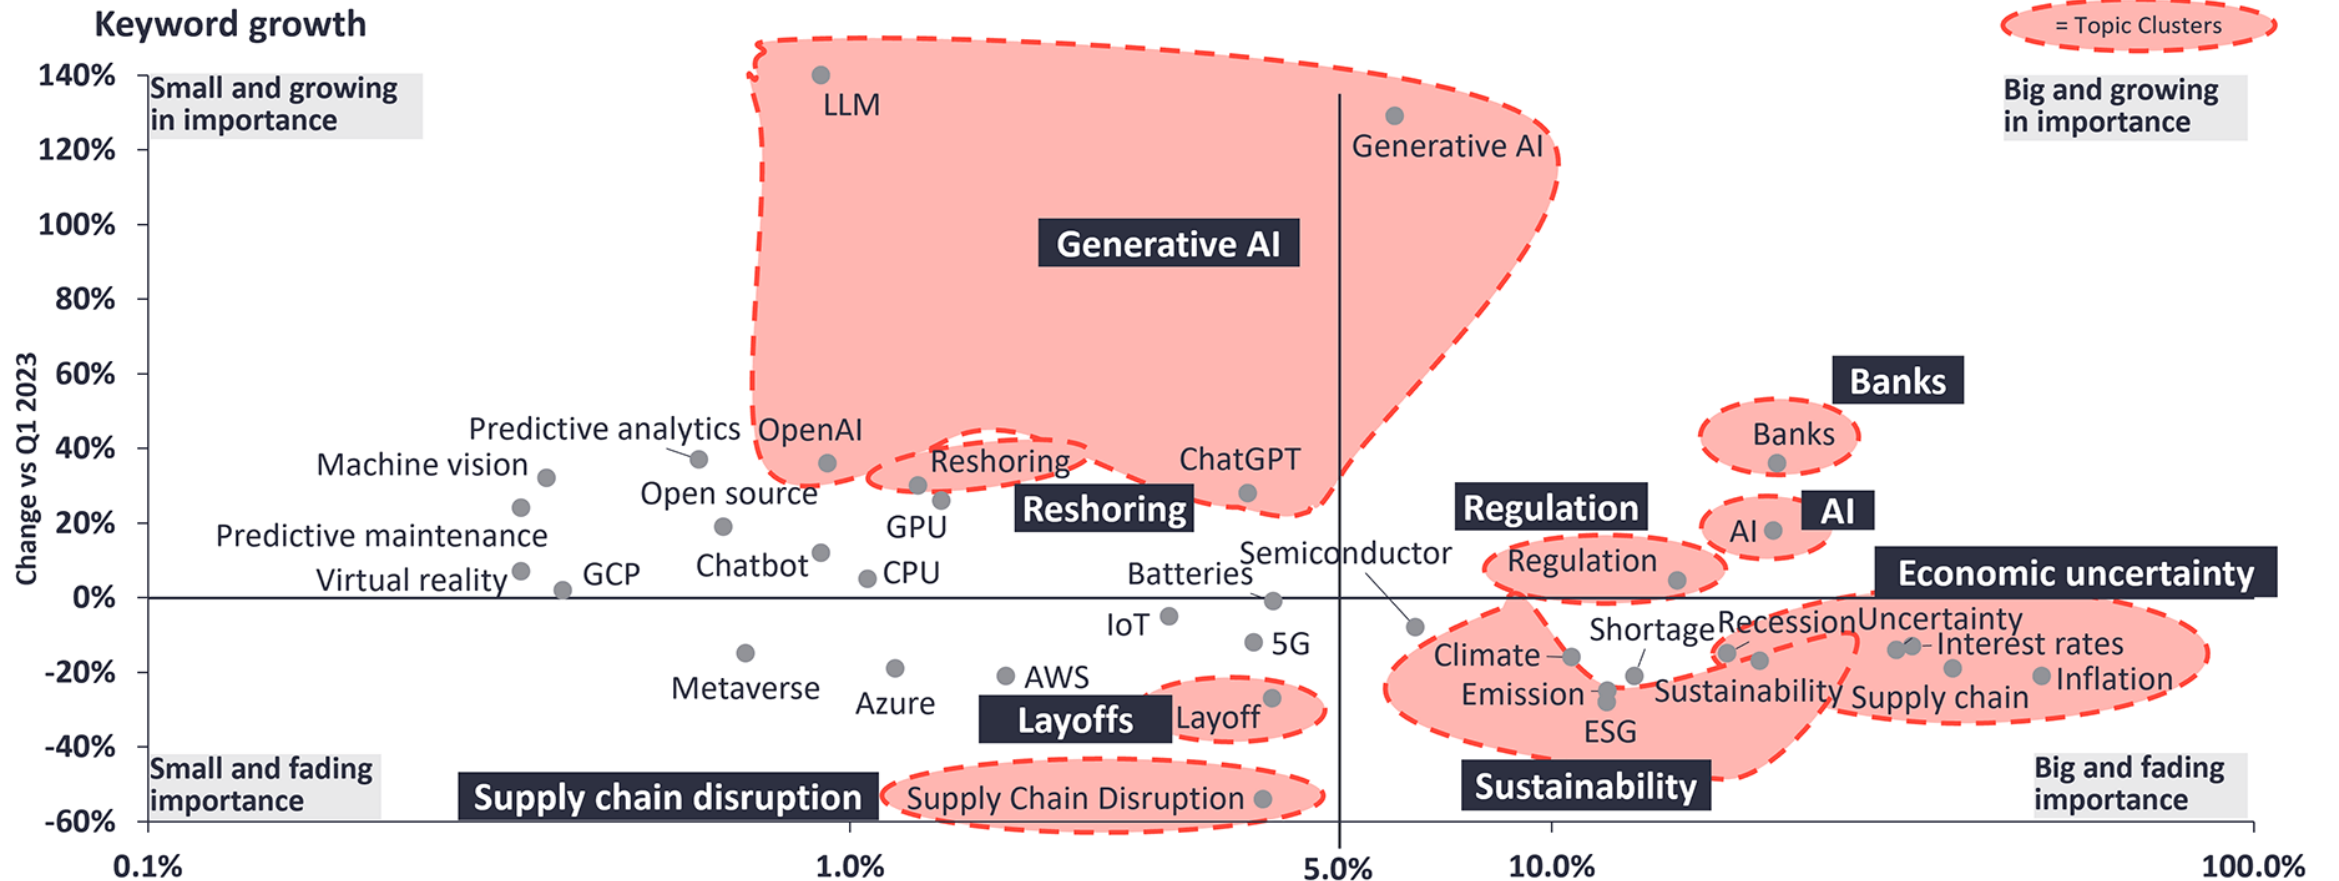 Keyword growth
= Topic Clusters
140%
Small and growing
in importance
Big and growing
in importance
LLM
Generative AI
120%
100%
Generative AI
80%
60%
Banks
Change vs Q1 2023
40%
Predictive analytics
OpenAI
Banks
Machine vision
Reshoring
ChatGPT
Open source
Reshoring
Regulation
AI
20%
GPU
AI
Predictive maintenance
Semiconductor
Regulation
Chatbot
CPU
Batteries
Economic uncertainty
Virtual reality
GCP
0%
IoT
Shortage
Recession
Uncertainty
5G
Climate
Interest rates
-20%
Metaverse
AWS
Emission
Sustainability
Supply chain
Inflation
Azure
Layoffs
Layoff
ESG
-40%
Small and fading
importance
Supply chain disruption
Supply Chain Disruption
Sustainability
Big and fading
importance
-60%
0.1%
1.0%
5.0%
10.0%
100.0%